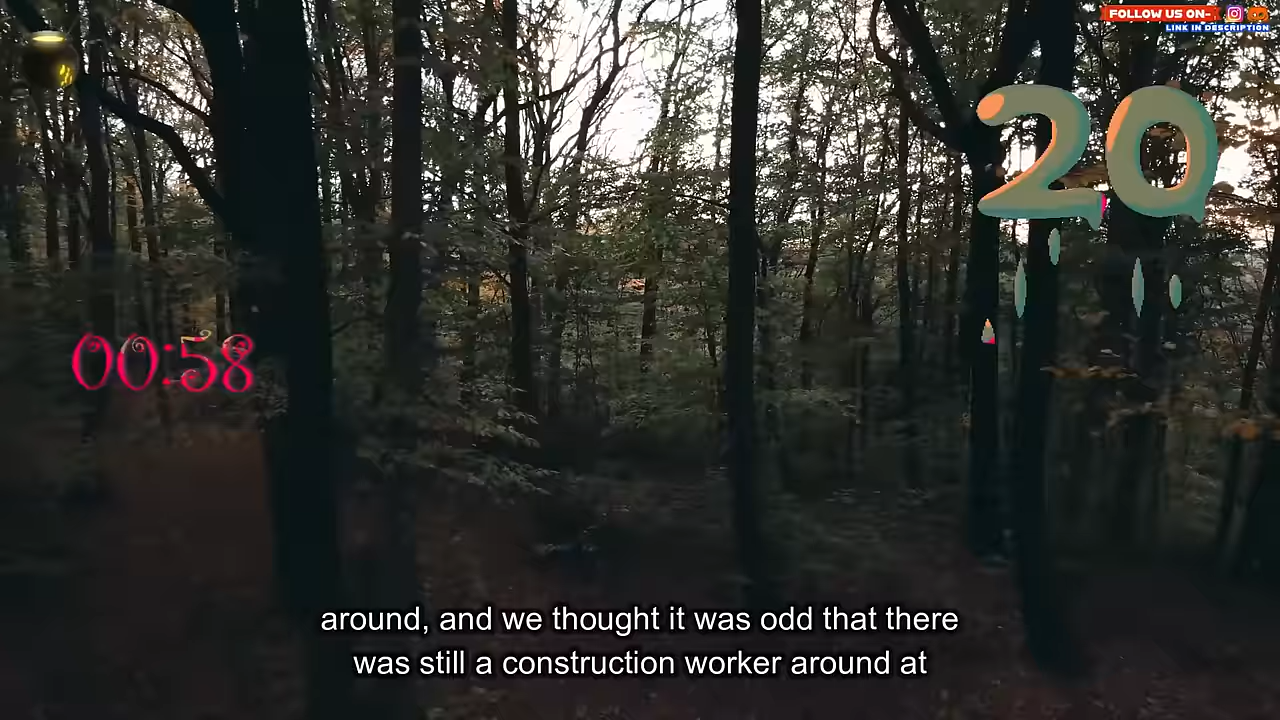 FOLLOW US ON-
LINK IN DESCRIPTION
20
00:58
around, and we thought it was odd that there
was still a construction worker around at